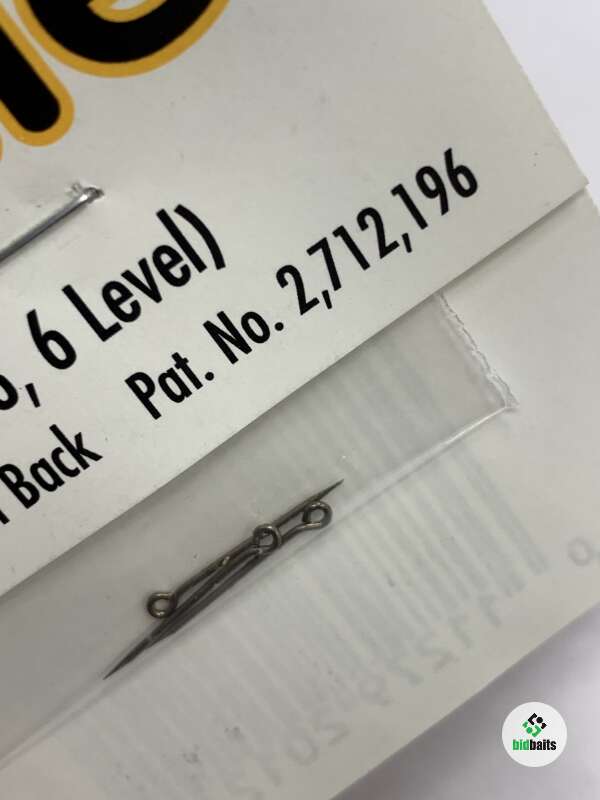 , 6 Level)
Back Pat. No. 2,712,196
bidbaits